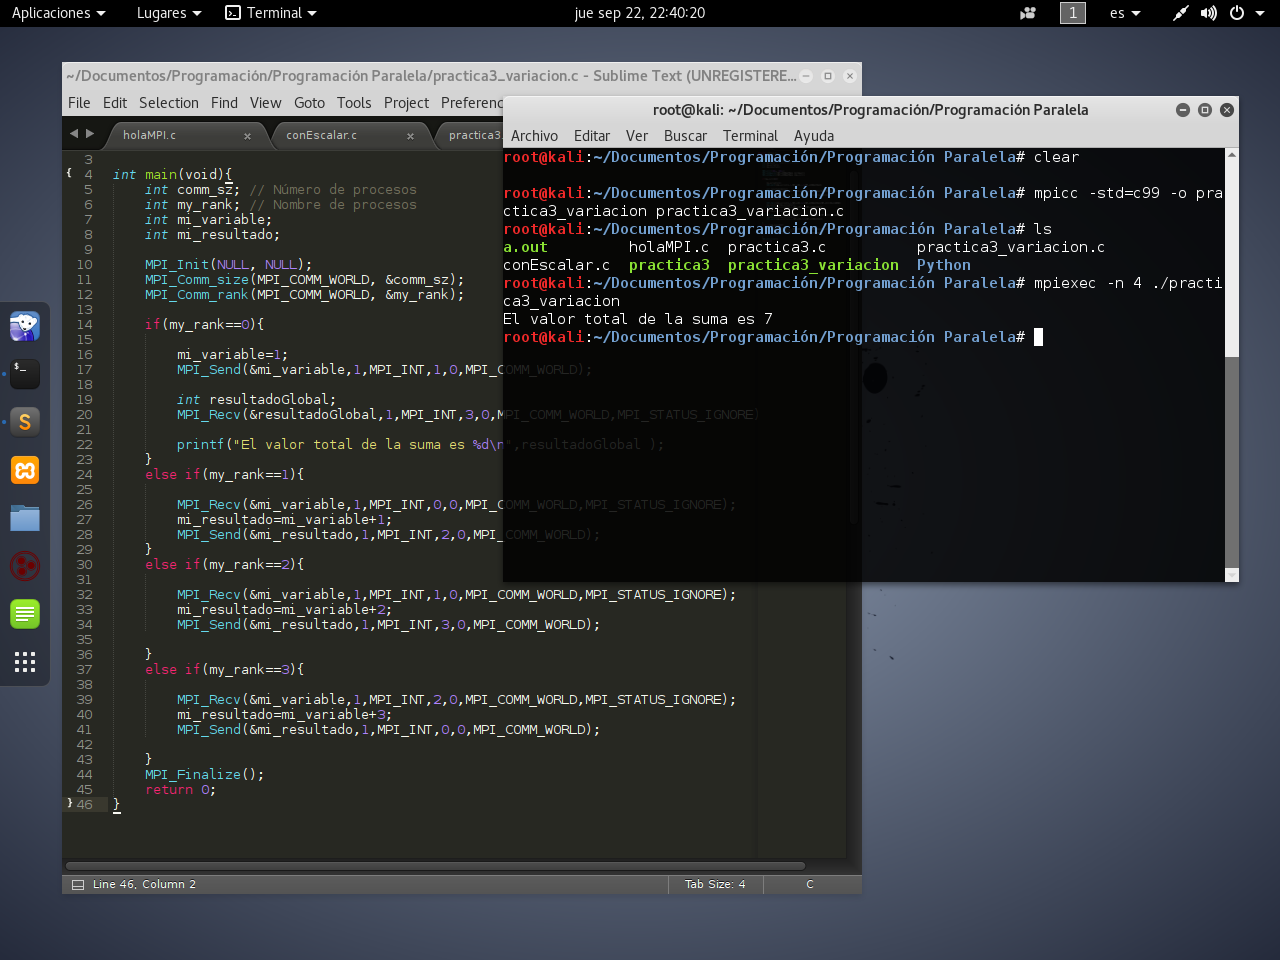 Aplicaciones
Lugares
Terminal
jue sep 22, 22:40:20
1
es
~/Documentos/Programación/Programación Paralela/practica3_variacion.c - Sublime Text (UNREGISTERE...
File Edit Selection Find View Goto Tools Project Preferenc
holaMPI.c × conEscalar.c × practica3.
3
4 int main(void){
5 int comm_sz; // Número de procesos
6 int my_rank; // Nombre de procesos
7 int mi_variable;
8 int mi_resultado;
9
10 MPI_Init(NULL, NULL);
11 MPI_Comm_size(MPI_COMM_WORLD, &comm_sz);
12 MPI_Comm_rank(MPI_COMM_WORLD, &my_rank);
13
14 if(my_rank==0){
15
16 mi_variable=1;
17 MPI_Send(&mi_variable,1,MPI_INT,1,0,MPI_COMM_WORLD);
18
19 int resultadoGlobal;
20 MPI_Recv(&resultadoGlobal,1,MPI_INT,3,0,MPI_COMM_WORLD,MPI_STATUS_IGNORE)
21
22 printf("El valor total de la suma es %d\n",resultadoGlobal );
23 }
24 else if(my_rank==1){
25
26 MPI_Recv(&mi_variable,1,MPI_INT,0,0,MPI_COMM_WORLD,MPI_STATUS_IGNORE);
27 mi_resultado=mi_variable+1;
28 MPI_Send(&mi_resultado,1,MPI_INT,2,0,MPI_COMM_WORLD);
29 }
30 else if(my_rank==2){
31
32 MPI_Recv(&mi_variable,1,MPI_INT,1,0,MPI_COMM_WORLD,MPI_STATUS_IGNORE);
33 mi_resultado=mi_variable+2;
34 MPI_Send(&mi_resultado,1,MPI_INT,3,0,MPI_COMM_WORLD);
35
36 }
37 else if(my_rank==3){
38
39 MPI_Recv(&mi_variable,1,MPI_INT,2,0,MPI_COMM_WORLD,MPI_STATUS_IGNORE);
40 mi_resultado=mi_variable+3;
41 MPI_Send(&mi_resultado,1,MPI_INT,0,0,MPI_COMM_WORLD);
42
43 }
44 MPI_Finalize();
45 return 0;
46 }
Line 46, Column 2
Tab Size: 4
C
root@kali: ~/Documentos/Programación/Programación Paralela
Archivo Editar Ver Buscar Terminal Ayuda
root@kali:~/Documentos/Programación/Programación Paralela# clear
root@kali:~/Documentos/Programación/Programación Paralela# mpicc -std=c99 -o pra
ctica3_variacion practica3_variacion.c
root@kali:~/Documentos/Programación/Programación Paralela# ls
a.out holaMPI.c practica3.c practica3_variacion.c
conEscalar.c practica3 practica3_variacion Python
root@kali:~/Documentos/Programación/Programación Paralela# mpiexec -n 4 ./practi
ca3_variacion
El valor total de la suma es 7
root@kali:~/Documentos/Programación/Programación Paralela#
$_
S